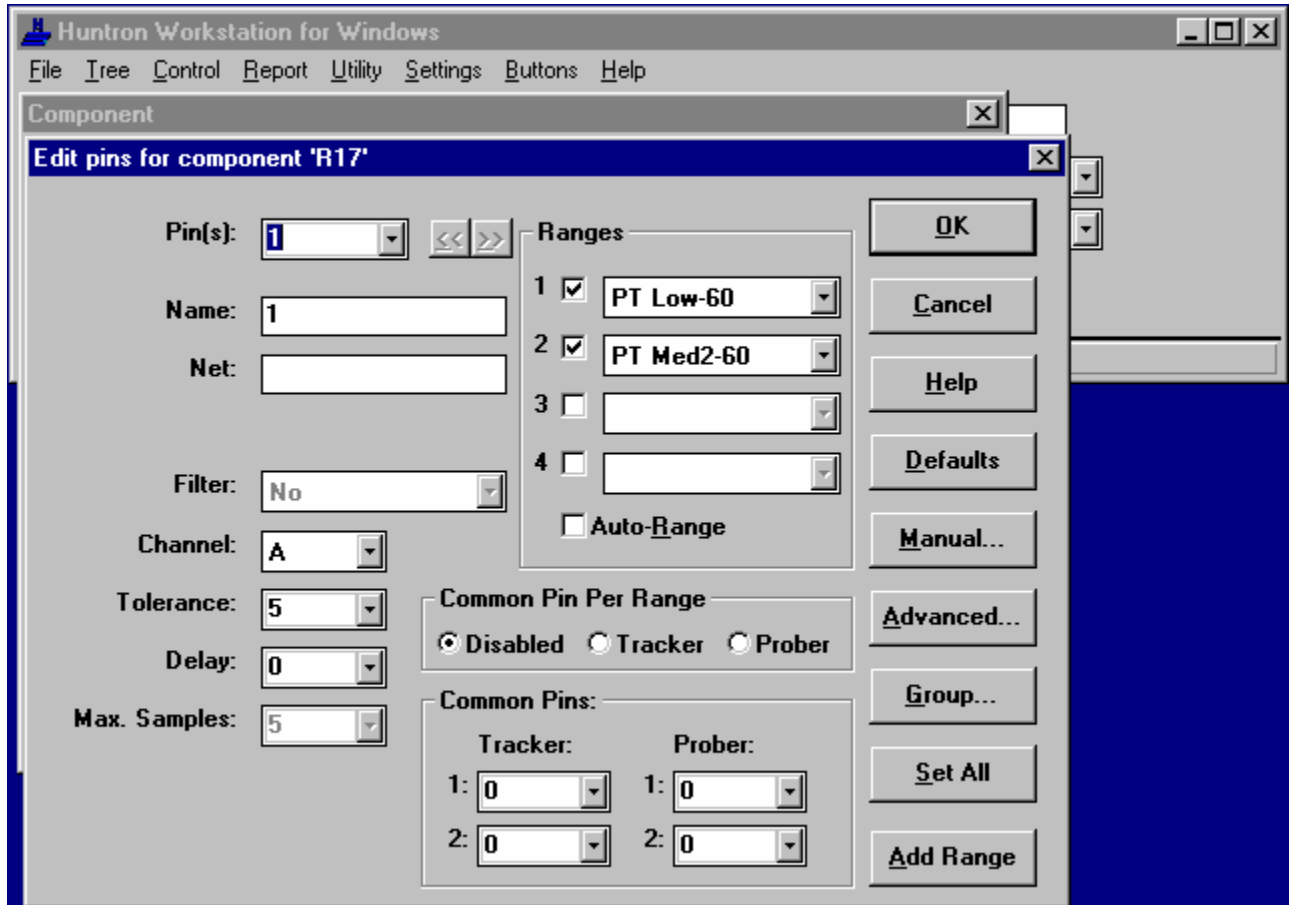 Huntron Workstation for Windows
File Tree Control Report Utility Settings Buttons Help
Component
Edit pins for component 'R17'
Pin(s): 1 << >>
Name: 1
Net:
Filter: No
Channel: A
Tolerance: 5
Delay: 0
Max. Samples: 5
Ranges
1 PT Low-60
2 PT Med2-60
3
4
Auto-Range
Common Pin Per Range
Disabled Tracker Prober
Common Pins:
Tracker: Prober:
1: 0 1: 0
2: 0 2: 0
OK
Cancel
Help
Defaults
Manual...
Advanced...
Group...
Set All
Add Range